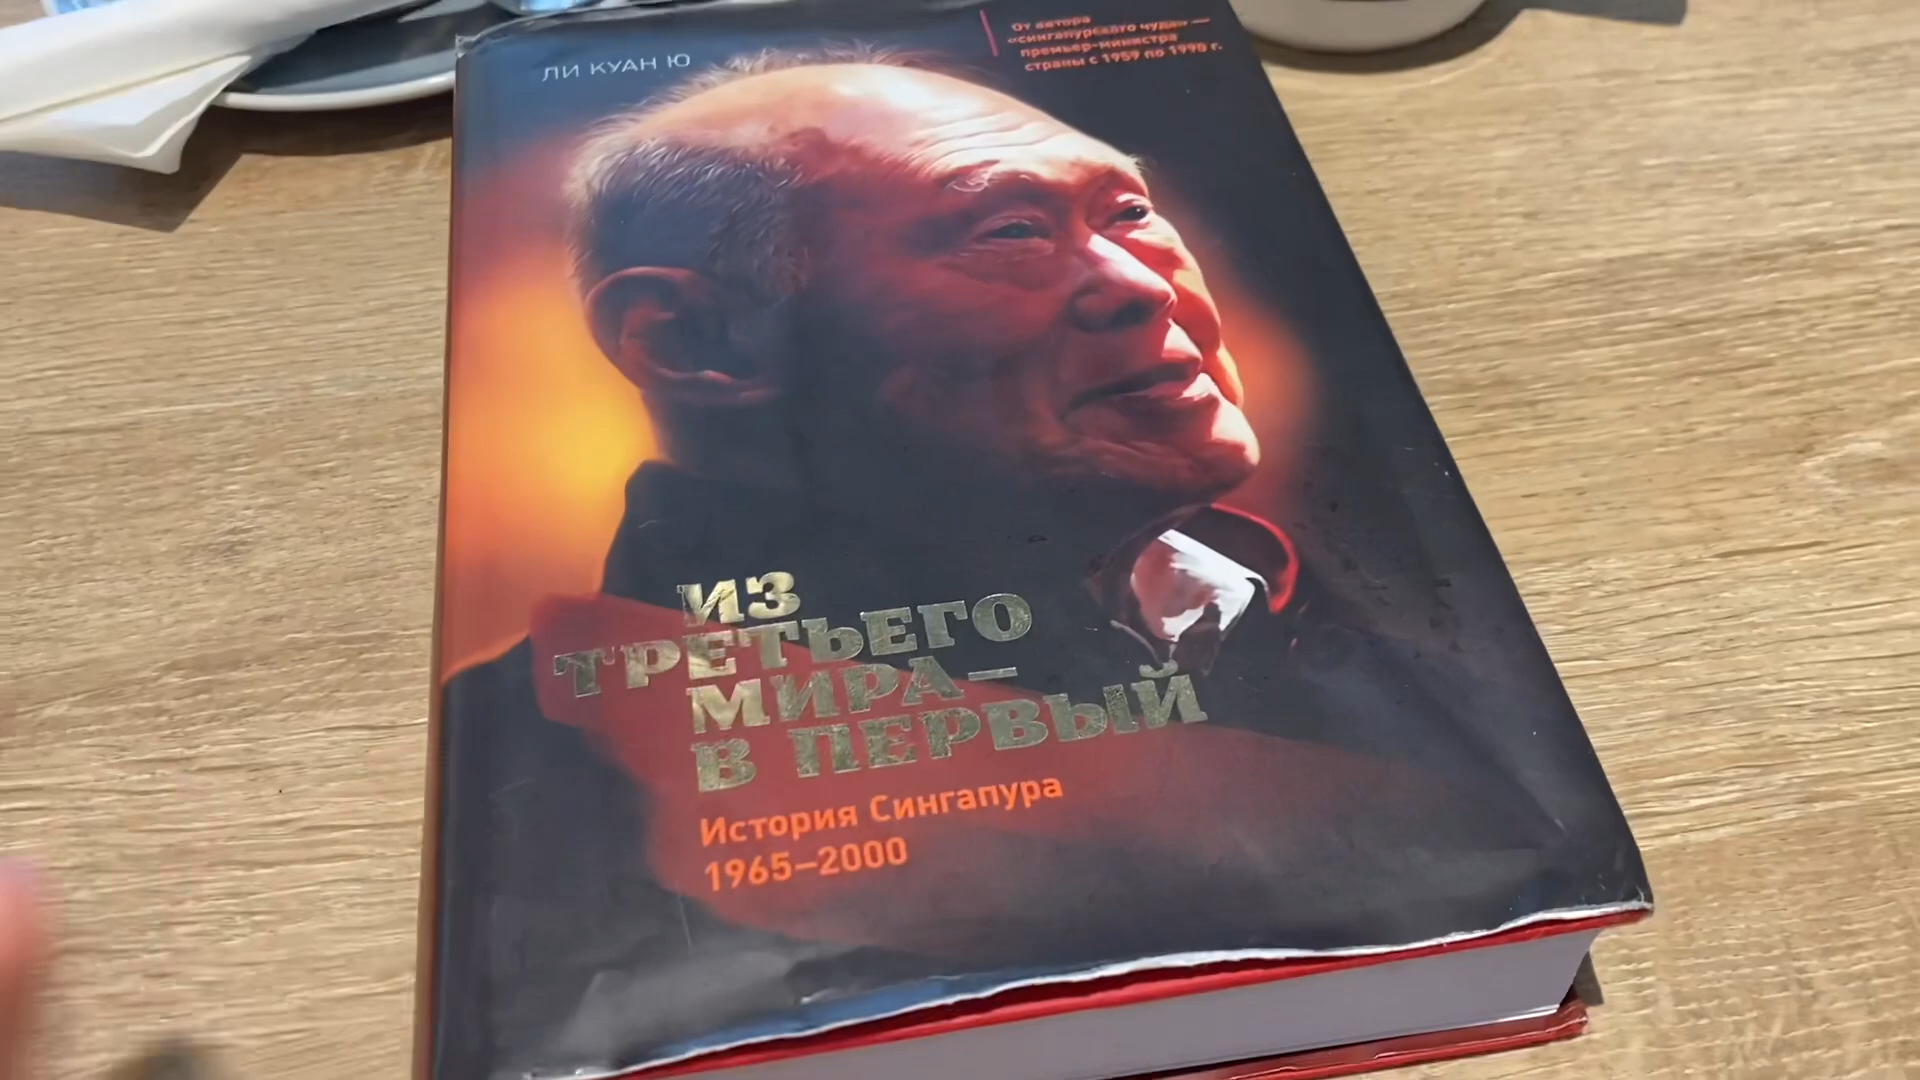 ЛИ КУАН Ю
От автора
«сингапурского чуда» —
премьер-министра
страны с 1959 по 1990 г.
ИЗ
ТРЕТЬЕГО
МИРА—
В ПЕРВЫЙ
История Сингапура
1965–2000